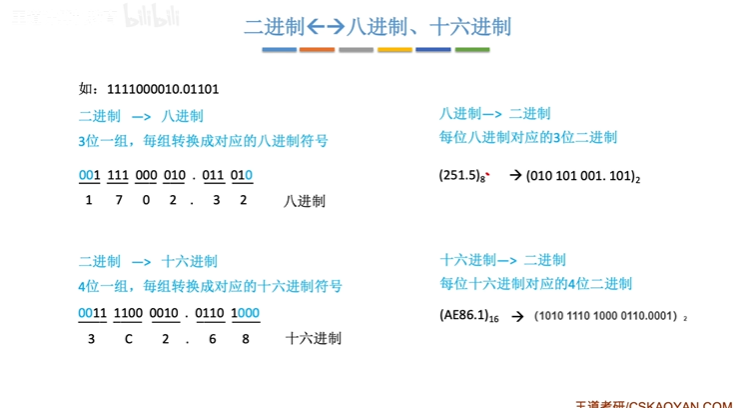 bilibili
二进制←→八进制、十六进制
如：1111000010.01101
二进制 —> 八进制
3位一组，每组转换成对应的八进制符号
001 111 000 010 . 011 010
1 7 0 2 . 3 2 八进制
八进制—> 二进制
每位八进制对应的3位二进制
(251.5)8 → (010 101 001. 101)2
二进制 —> 十六进制
4位一组，每组转换成对应的十六进制符号
0011 1100 0010 . 0110 1000
3 C 2 . 6 8 十六进制
十六进制—> 二进制
每位十六进制对应的4位二进制
(AE86.1)16 → （1010 1110 1000 0110.0001）2
王道考研/CSKAOYAN.COM